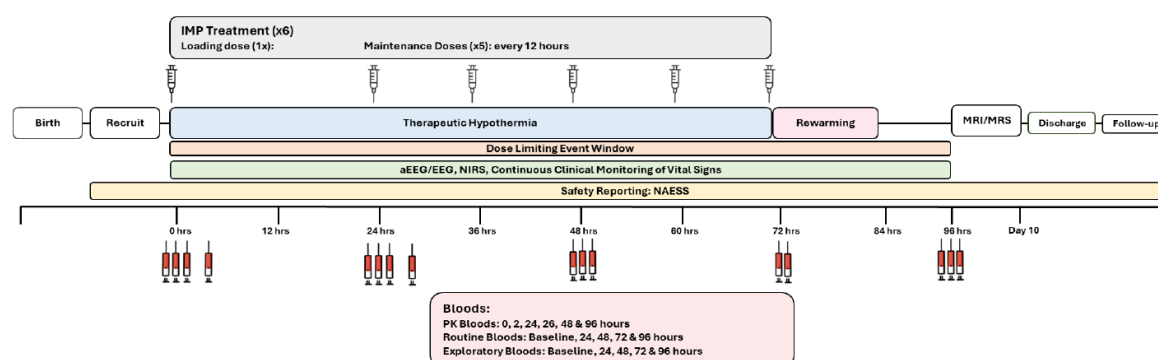 IMP Treatment (x6)
Loading dose (1x): Maintenance Doses (x5): every 12 hours
Birth Recruit Therapeutic Hypothermia Rewarming MRI/MRS Discharge Follow-up
Dose Limiting Event Window
aEEG/EEG, NIRS, Continuous Clinical Monitoring of Vital Signs
Safety Reporting: NAESS
0 hrs 12 hrs 24 hrs 36 hrs 48 hrs 60 hrs 72 hrs 84 hrs 96 hrs Day 10
Bloods:
PK Bloods: 0, 2, 24, 26, 48 & 96 hours
Routine Bloods: Baseline, 24, 48, 72 & 96 hours
Exploratory Bloods: Baseline, 24, 48, 72 & 96 hours